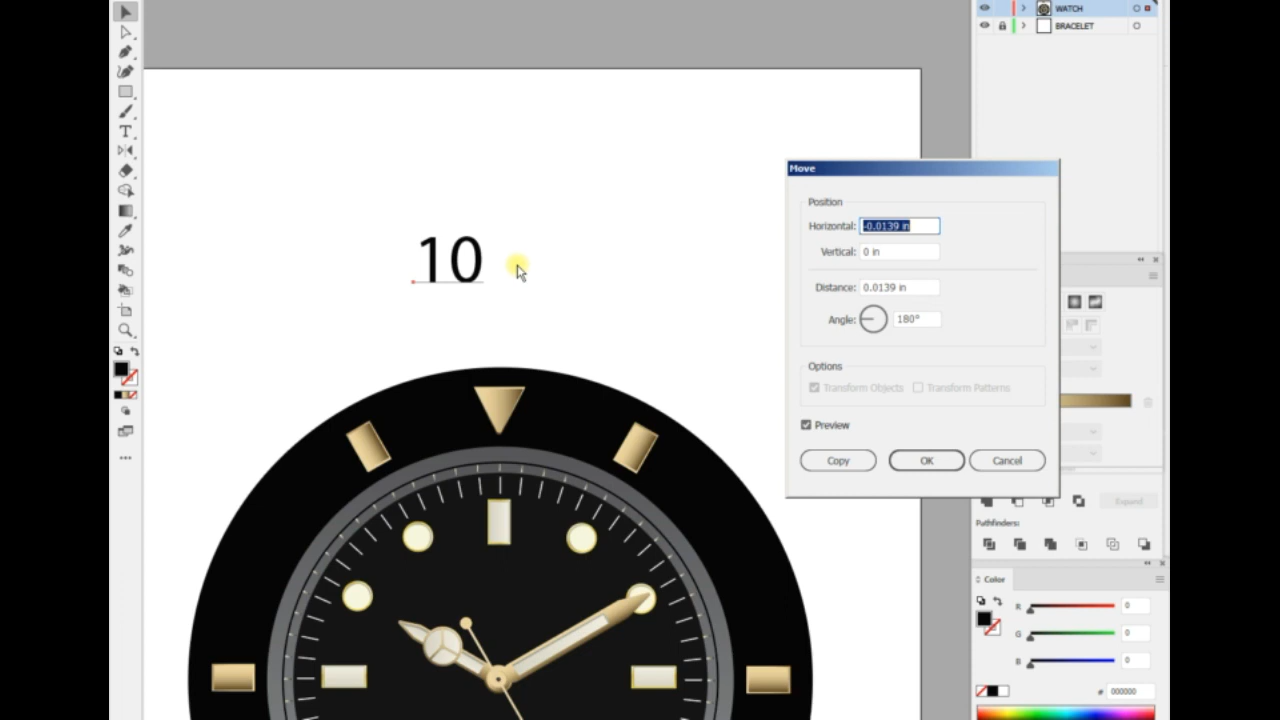 WATCH
BRACELET
Move
Position
Horizontal: -0.0139 in
Vertical: 0 in
Distance: 0.0139 in
Angle: 180°
Options
Transform Objects Transform Patterns
Preview
Copy OK Cancel
10
Expand
Pathfinders:
Color
R 0
G 0
B 0
# 000000